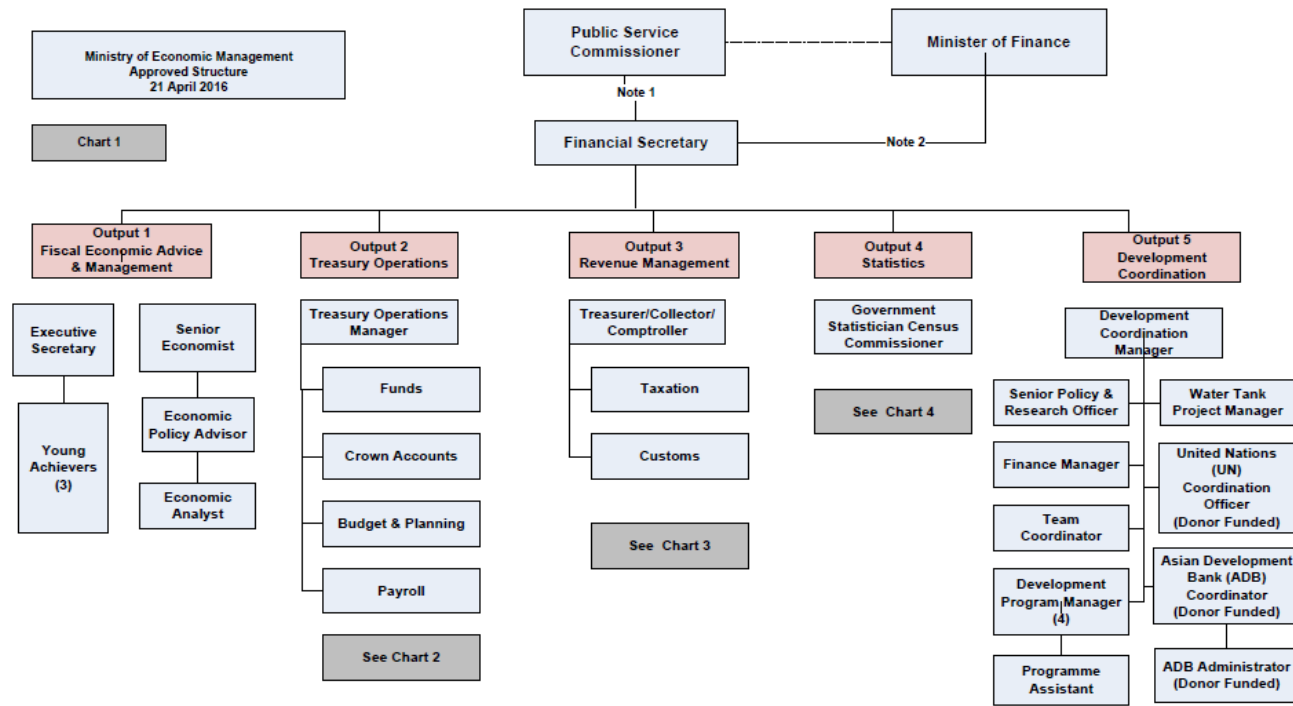 Public Service
Commissioner
Minister of Finance
Ministry of Economic Management
Approved Structure
21 April 2016
Note 1
Chart 1
Financial Secretary
Note 2
Output 1
Fiscal Economic Advice
& Management
Output 2
Treasury Operations
Output 3
Revenue Management
Output 4
Statistics
Output 5
Development
Coordination
Executive
Secretary
Young
Achievers
(3)
Senior
Economist
Economic
Policy Advisor
Economic
Analyst
Treasury Operations
Manager
Funds
Crown Accounts
Budget & Planning
Payroll
See Chart 2
Treasurer/Collector/
Comptroller
Taxation
Customs
See Chart 3
Government
Statistician Census
Commissioner
See Chart 4
Development
Coordination
Manager
Senior Policy &
Research Officer
Water Tank
Project Manager
Finance Manager
United Nations
(UN)
Coordination
Officer
(Donor Funded)
Team
Coordinator
Asian Development
Bank (ADB)
Coordinator
(Donor Funded)
Development
Program Manager
(4)
Programme
Assistant
ADB Administrator
(Donor Funded)